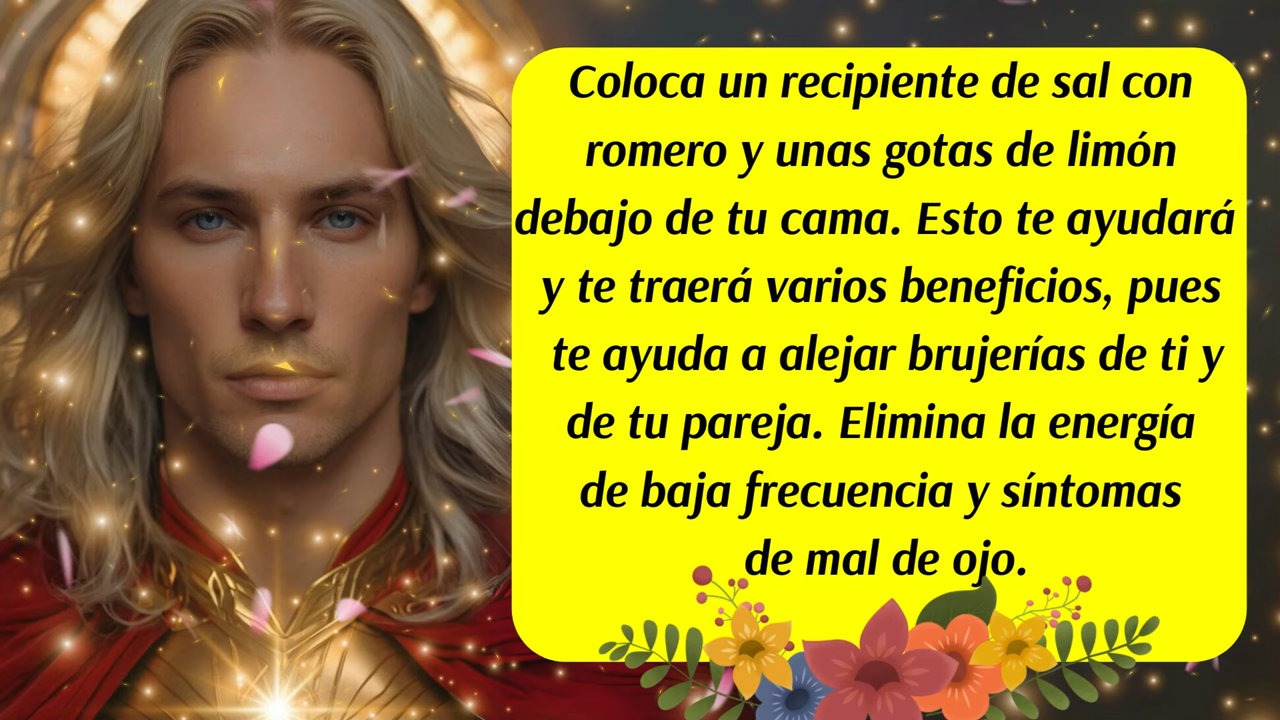 Coloca un recipiente de sal con
romero y unas gotas de limón
debajo de tu cama. Esto te ayudará
y te traerá varios beneficios, pues
te ayuda a alejar brujerías de ti y
de tu pareja. Elimina la energía
de baja frecuencia y síntomas
de mal de ojo.